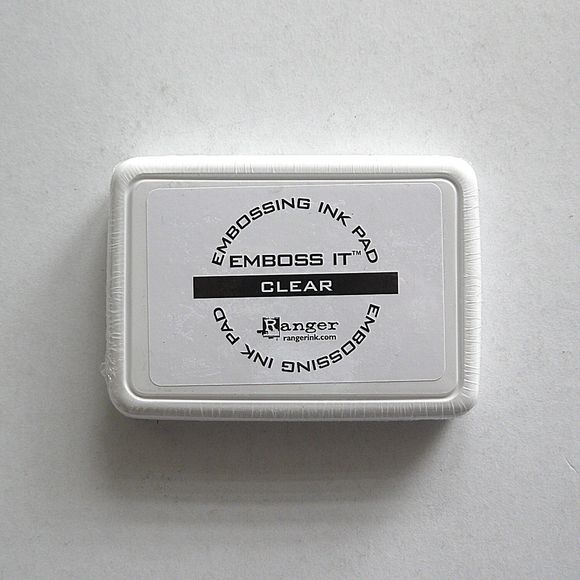 EMBOSSING INK PAD
EMBOSS IT™
CLEAR
Ranger
rangerink.com
EMBOSSING INK PAD